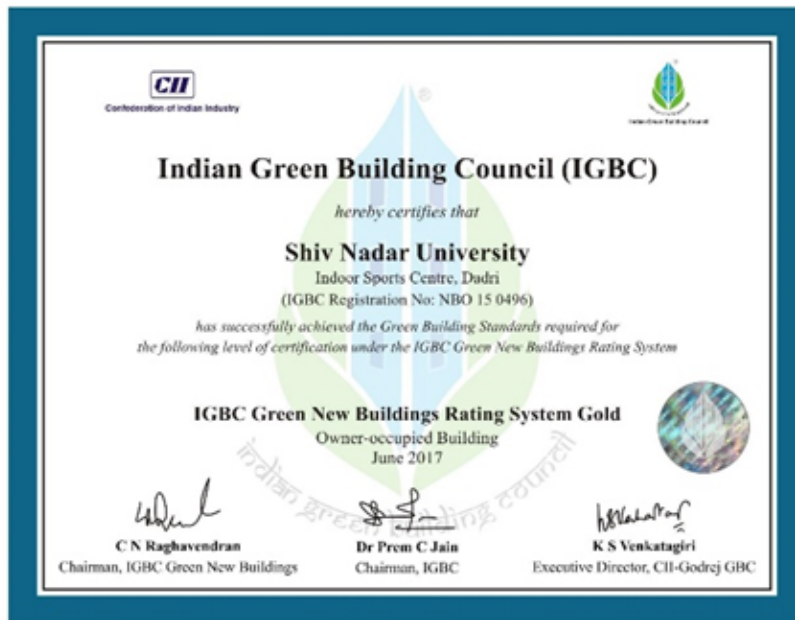 CII
Confederation of Indian Industry
Indian Green Building Council
Indian Green Building Council (IGBC)
hereby certifies that
Shiv Nadar University
Indoor Sports Centre, Dadri
(IGBC Registration No: NBO 15 0496)
has successfully achieved the Green Building Standards required for
the following level of certification under the IGBC Green New Buildings Rating System
IGBC Green New Buildings Rating System Gold
Owner-occupied Building
June 2017
indian green building council
C N Raghavendran
Chairman, IGBC Green New Buildings
Dr Prem C Jain
Chairman, IGBC
K S Venkatagiri
Executive Director, CII-Godrej GBC